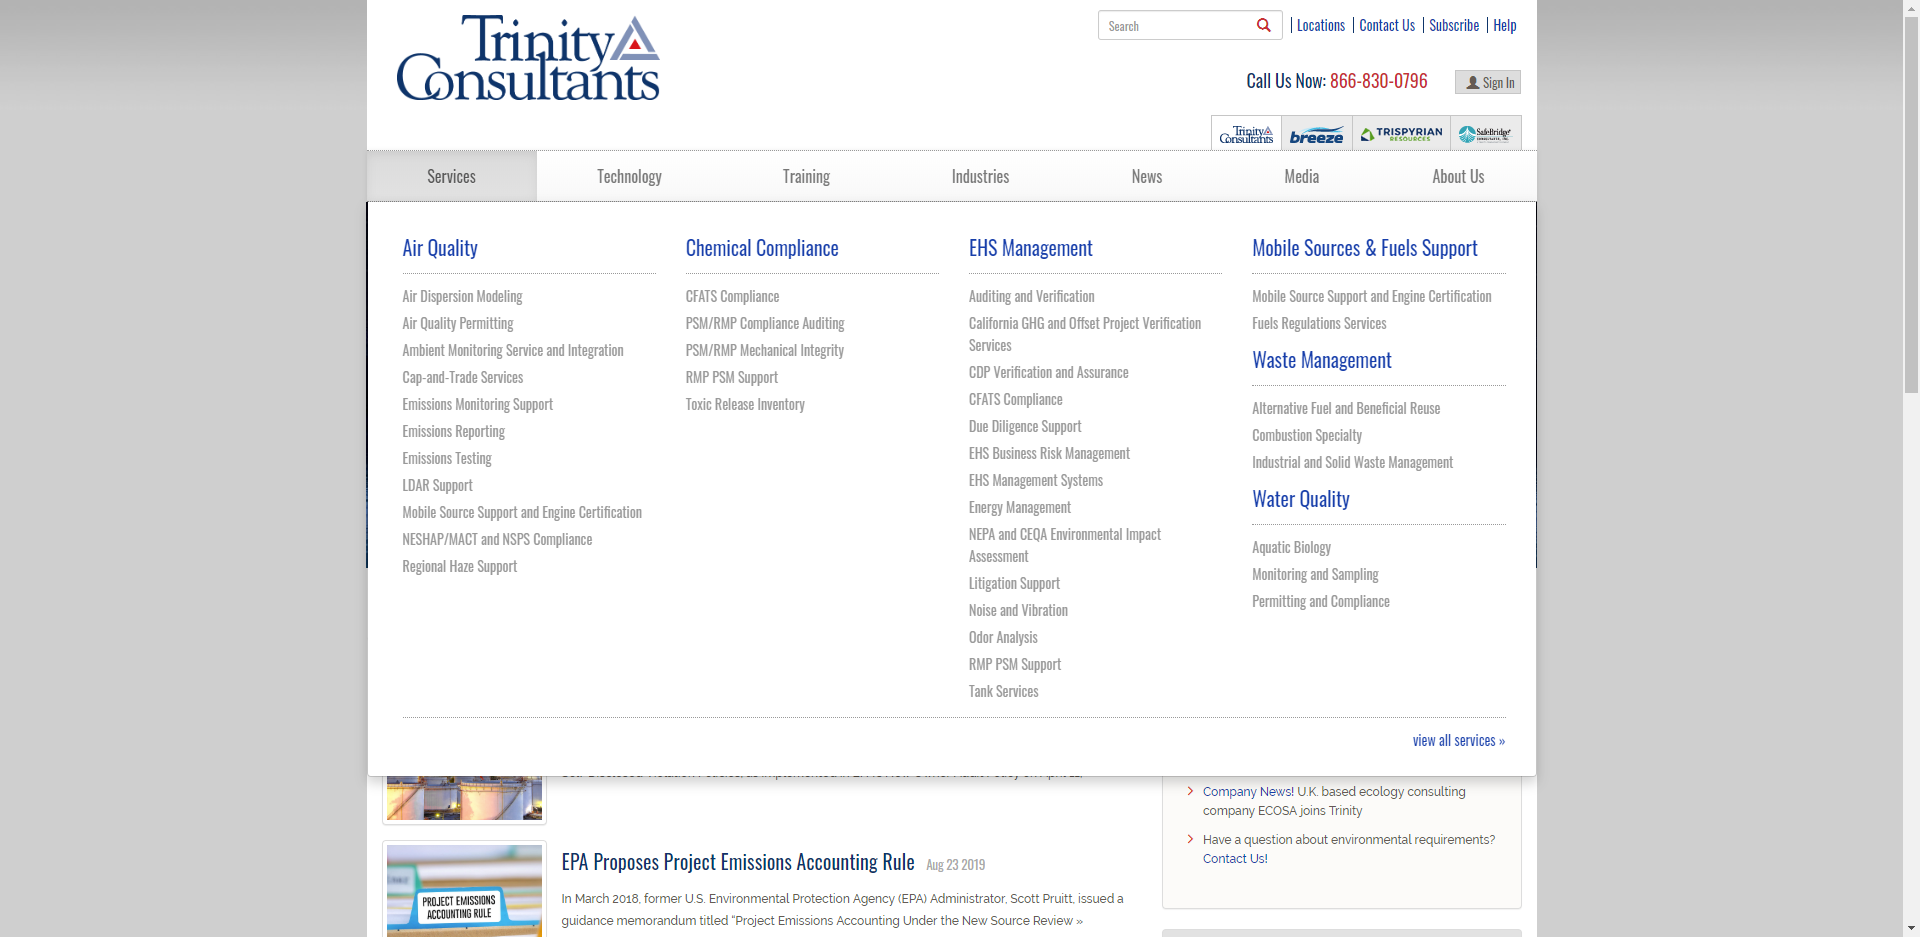 Trinity Consultants
Search
Locations
Contact Us
Subscribe
Help
Call Us Now: 866-830-0796
Sign In
Trinity Consultants
breeze
TRISPYRIAN RESOURCES
SafeBridge
Services
Technology
Training
Industries
News
Media
About Us
Air Quality
Air Dispersion Modeling
Air Quality Permitting
Ambient Monitoring Service and Integration
Cap-and-Trade Services
Emissions Monitoring Support
Emissions Reporting
Emissions Testing
LDAR Support
Mobile Source Support and Engine Certification
NESHAP/MACT and NSPS Compliance
Regional Haze Support
Chemical Compliance
CFATS Compliance
PSM/RMP Compliance Auditing
PSM/RMP Mechanical Integrity
RMP PSM Support
Toxic Release Inventory
EHS Management
Auditing and Verification
California GHG and Offset Project Verification
Services
CDP Verification and Assurance
CFATS Compliance
Due Diligence Support
EHS Business Risk Management
EHS Management Systems
Energy Management
NEPA and CEQA Environmental Impact
Assessment
Litigation Support
Noise and Vibration
Odor Analysis
RMP PSM Support
Tank Services
Mobile Sources & Fuels Support
Mobile Source Support and Engine Certification
Fuels Regulations Services
Waste Management
Alternative Fuel and Beneficial Reuse
Combustion Specialty
Industrial and Solid Waste Management
Water Quality
Aquatic Biology
Monitoring and Sampling
Permitting and Compliance
view all services »
Company News! U.K. based ecology consulting
company ECOSA joins Trinity
Have a question about environmental requirements?
Contact Us!
PROJECT EMISSIONS
ACCOUNTING RULE
EPA Proposes Project Emissions Accounting Rule Aug 23 2019
In March 2018, former U.S. Environmental Protection Agency (EPA) Administrator, Scott Pruitt, issued a
guidance memorandum titled “Project Emissions Accounting Under the New Source Review »